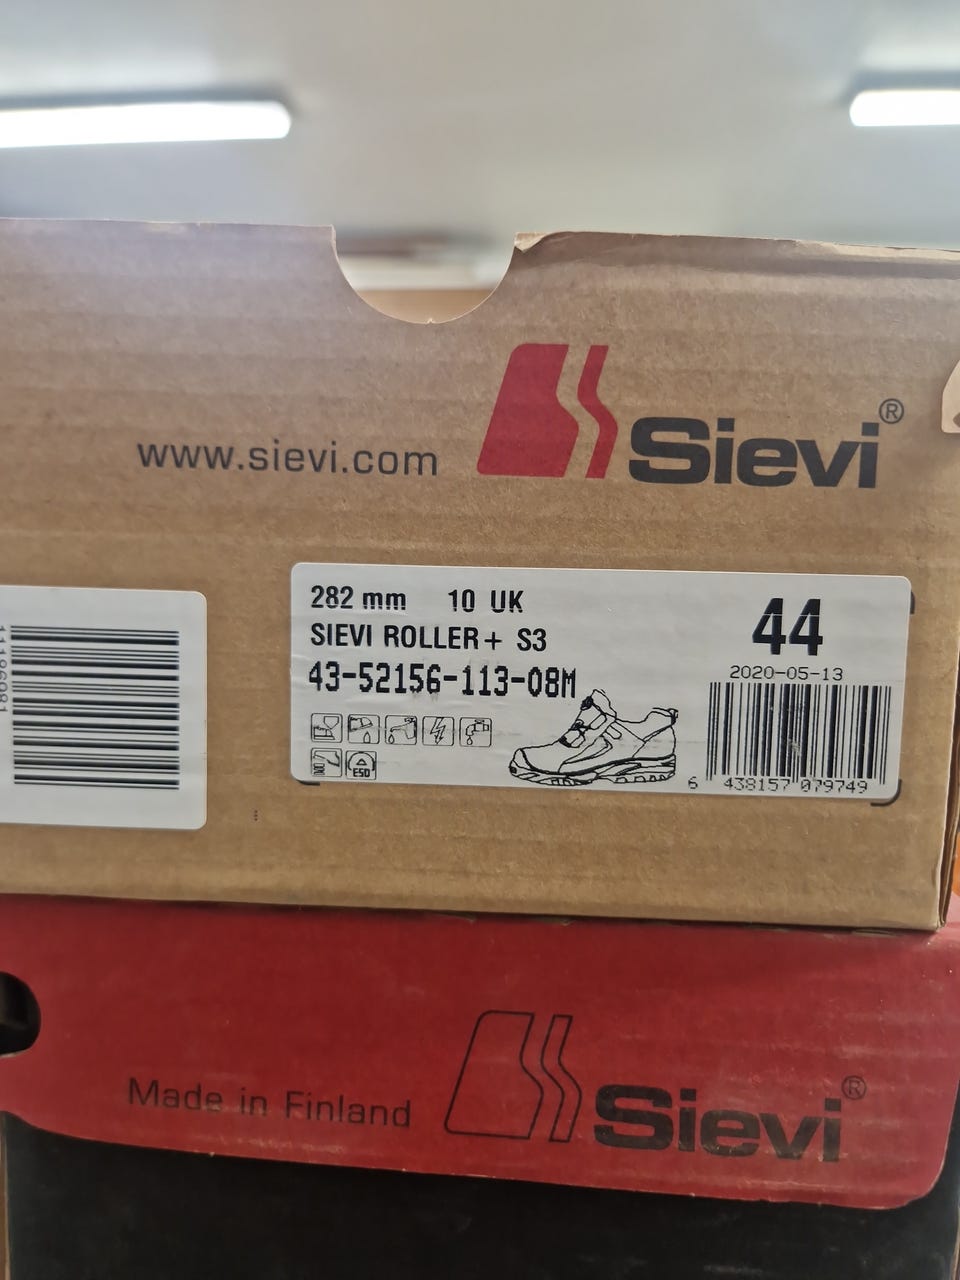 www.sievi.com
Sievi®
282 mm 10 UK
44
SIEVI ROLLER+ S3
2020-05-13
43-52156-113-08M
ESD
6 438157 079749
Made in Finland
Sievi®